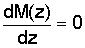 dM(z)/dz = 0